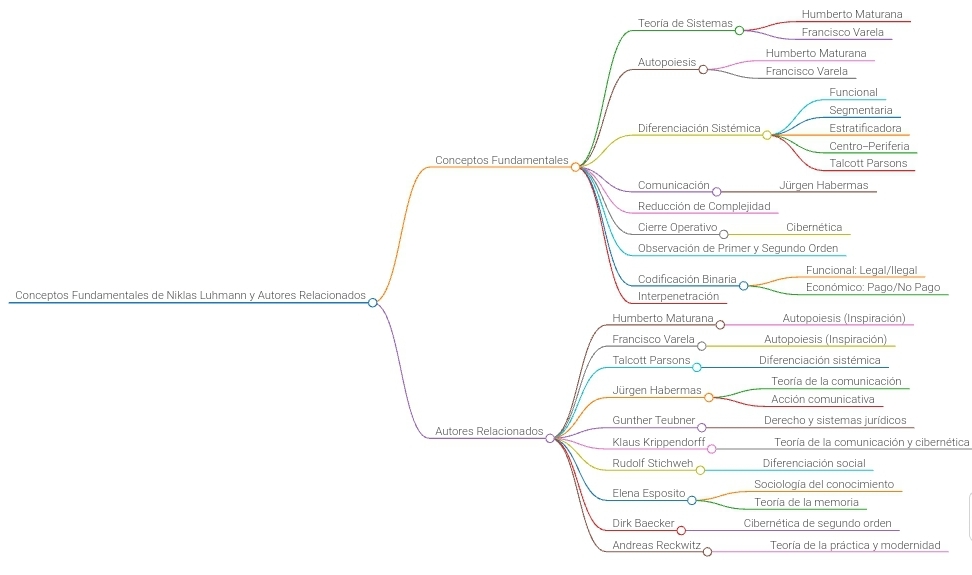 Conceptos Fundamentales de Niklas Luhmann y Autores Relacionados
Conceptos Fundamentales
Teoría de Sistemas
Humberto Maturana
Francisco Varela
Autopoiesis
Humberto Maturana
Francisco Varela
Diferenciación Sistémica
Funcional
Segmentaria
Estratificadora
Centro–Periferia
Talcott Parsons
Comunicación
Jürgen Habermas
Reducción de Complejidad
Cierre Operativo
Cibernética
Observación de Primer y Segundo Orden
Codificación Binaria
Funcional: Legal/Ilegal
Económico: Pago/No Pago
Interpenetración
Autores Relacionados
Humberto Maturana
Autopoiesis (Inspiración)
Francisco Varela
Autopoiesis (Inspiración)
Talcott Parsons
Diferenciación sistémica
Jürgen Habermas
Teoría de la comunicación
Acción comunicativa
Gunther Teubner
Derecho y sistemas jurídicos
Klaus Krippendorff
Teoría de la comunicación y cibernética
Rudolf Stichweh
Diferenciación social
Elena Esposito
Sociología del conocimiento
Teoría de la memoria
Dirk Baecker
Cibernética de segundo orden
Andreas Reckwitz
Teoría de la práctica y modernidad